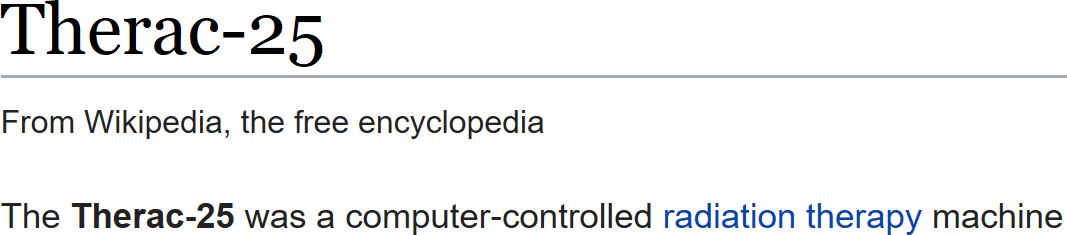 Therac-25
From Wikipedia, the free encyclopedia
The Therac-25 was a computer-controlled radiation therapy machine